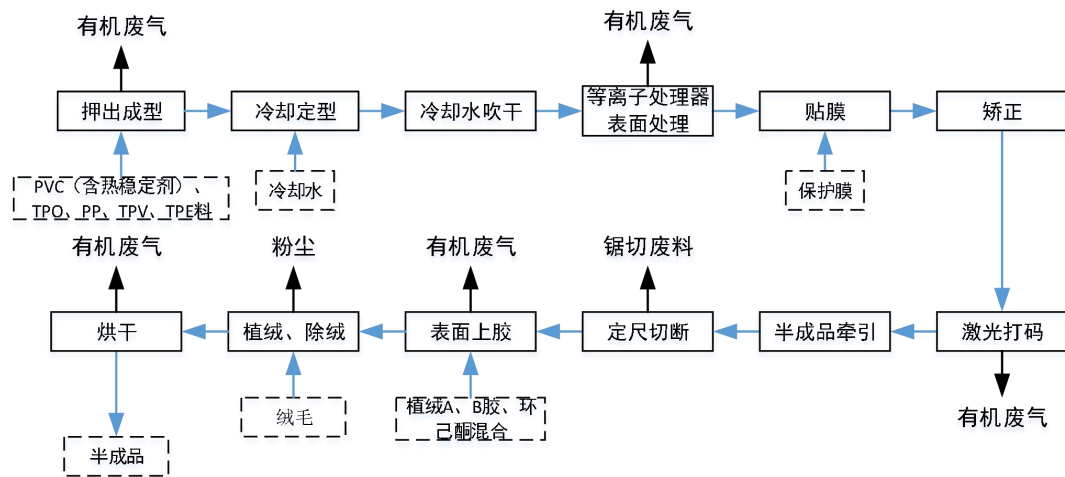 有机废气
有机废气
押出成型
冷却定型
冷却水吹干
等离子处理器
表面处理
贴膜
矫正
PVC（含热稳定剂）、
TPO、PP、TPV、TPE料
冷却水
保护膜
有机废气
粉尘
有机废气
锯切废料
烘干
植绒、除绒
表面上胶
定尺切断
半成品牵引
激光打码
绒毛
植绒A、B胶、环
己酮混合
有机废气
半成品